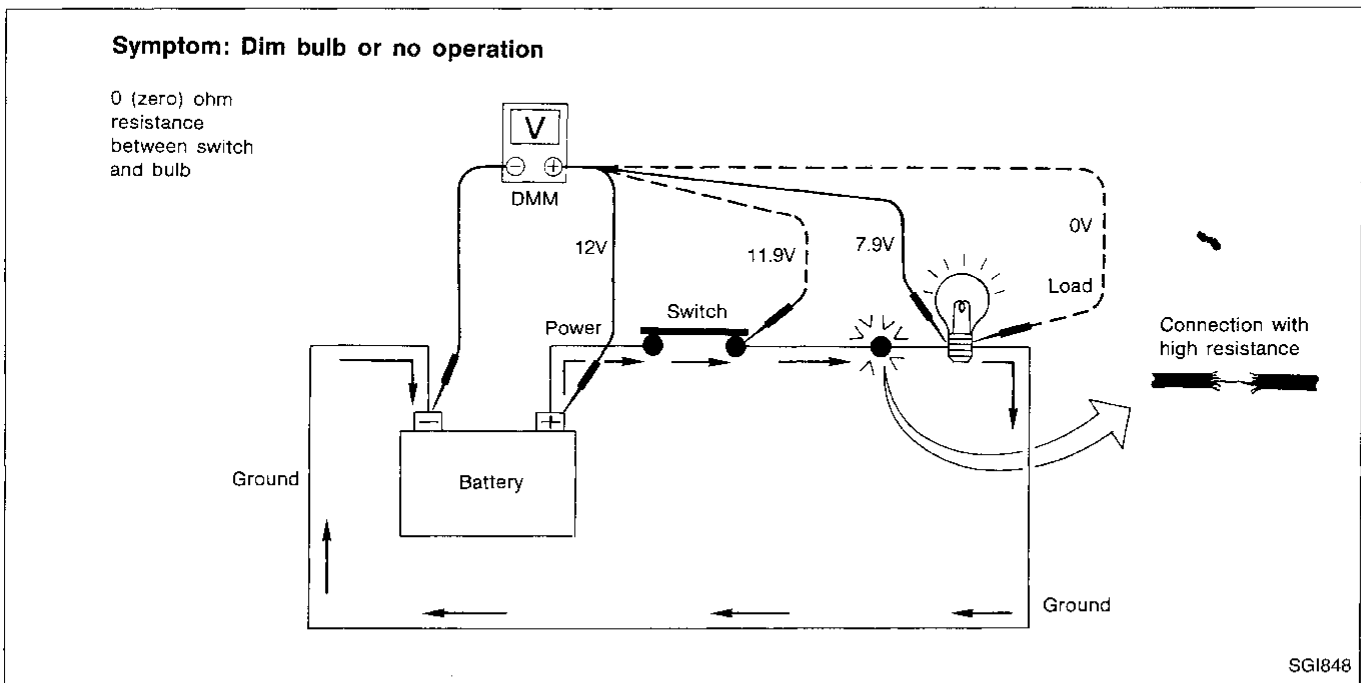 Symptom: Dim bulb or no operation
0 (zero) ohm
resistance
between switch
and bulb
V
− +
DMM
12V
11.9V
7.9V
0V
Load
Switch
Power
Connection with
high resistance
− +
Ground
Battery
Ground
SGI848